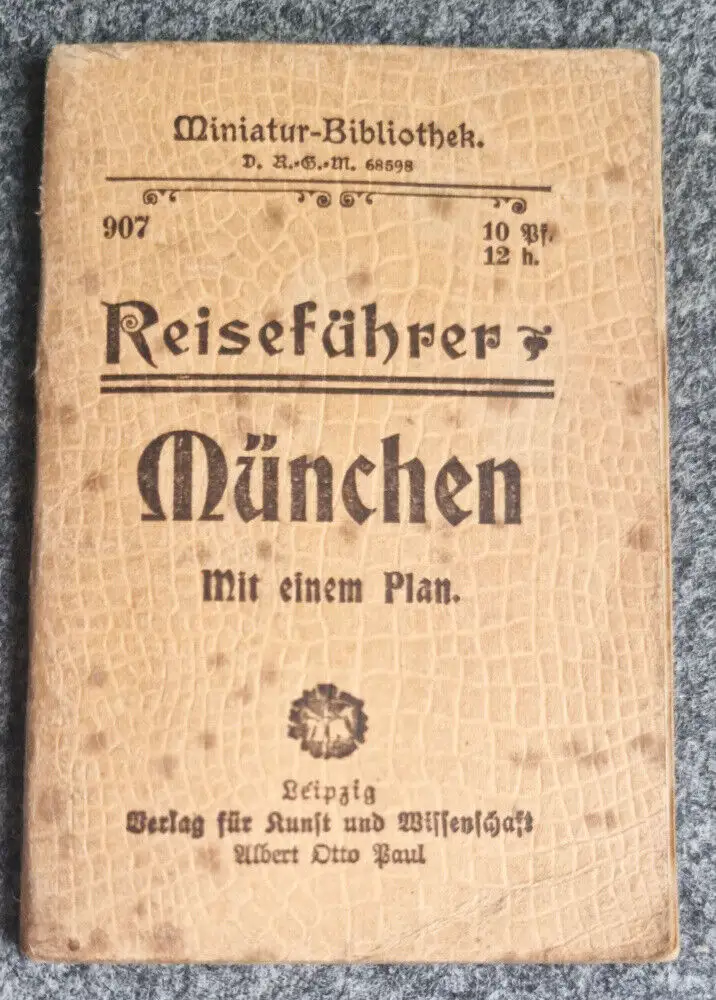 Miniatur-Bibliothek.
D. R.-G.-M. 68598
907
10 Pf.
12 h.
Reiseführer
München
Mit einem Plan.
Leipzig
Verlag für Kunst und Wissenschaft
Albert Otto Paul